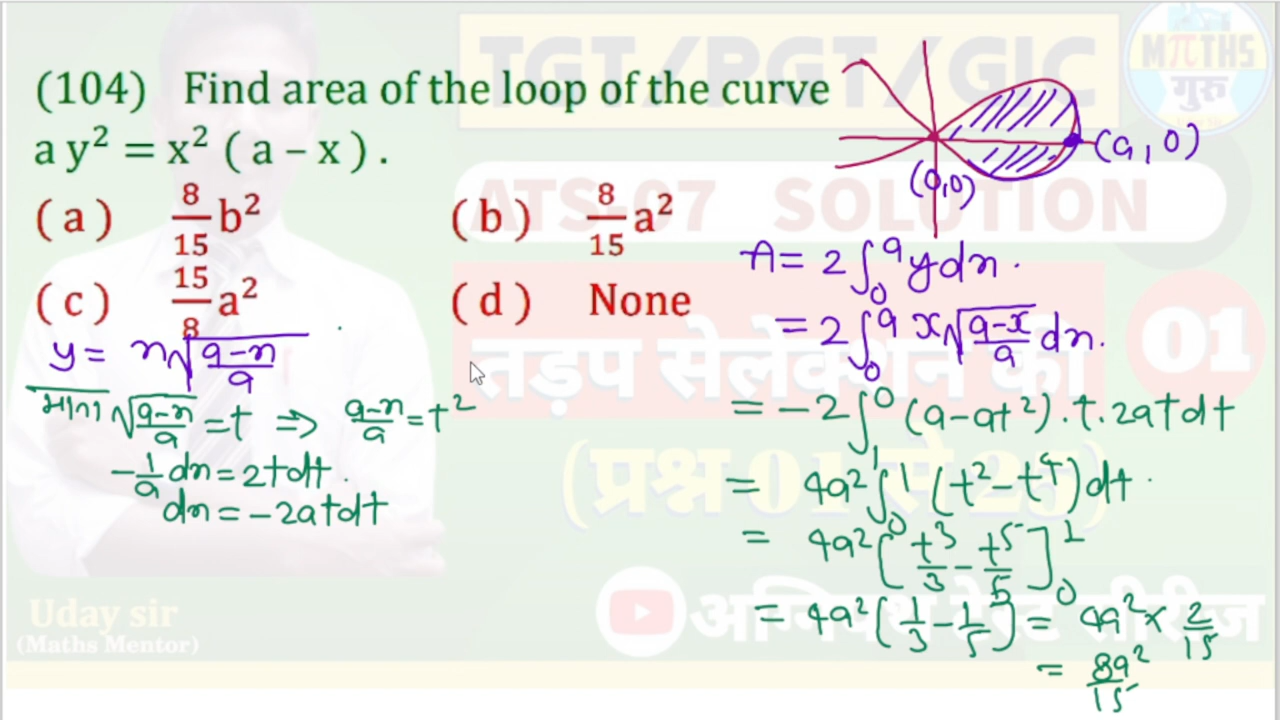 TGT/PGT/GIC
MπTHS
गुरु
(104) Find area of the loop of the curve
a y² = x² ( a – x ) .
ATS-07 SOLUTION
( a ) 8/15 b² ( b ) 8/15 a²
( c ) 15/8 a² ( d ) None
(0,0)
(a, 0)
A = 2∫₀ᵃ y dx .
= 2∫₀ᵃ x√((a-x)/a) dx .
= -2∫₁⁰ (a-at²) . t . 2at dt
= 4a² ∫₀¹ (t² - t⁴) dt .
= 4a² [t³/3 - t⁵/5]₀¹
= 4a² (1/3 - 1/5) = 4a² x 2/15
= 8a²/15
y = x√((a-x)/a)
माना √((a-x)/a) = t ⇒ (a-x)/a = t²
-1/a dx = 2t dt .
dx = -2at dt
तड़प सेलेक्शन की
01
(प्रश्न 01 से 25)
Uday sir
(Maths Mentor)
अग्निपथ टेस्ट सीरीज